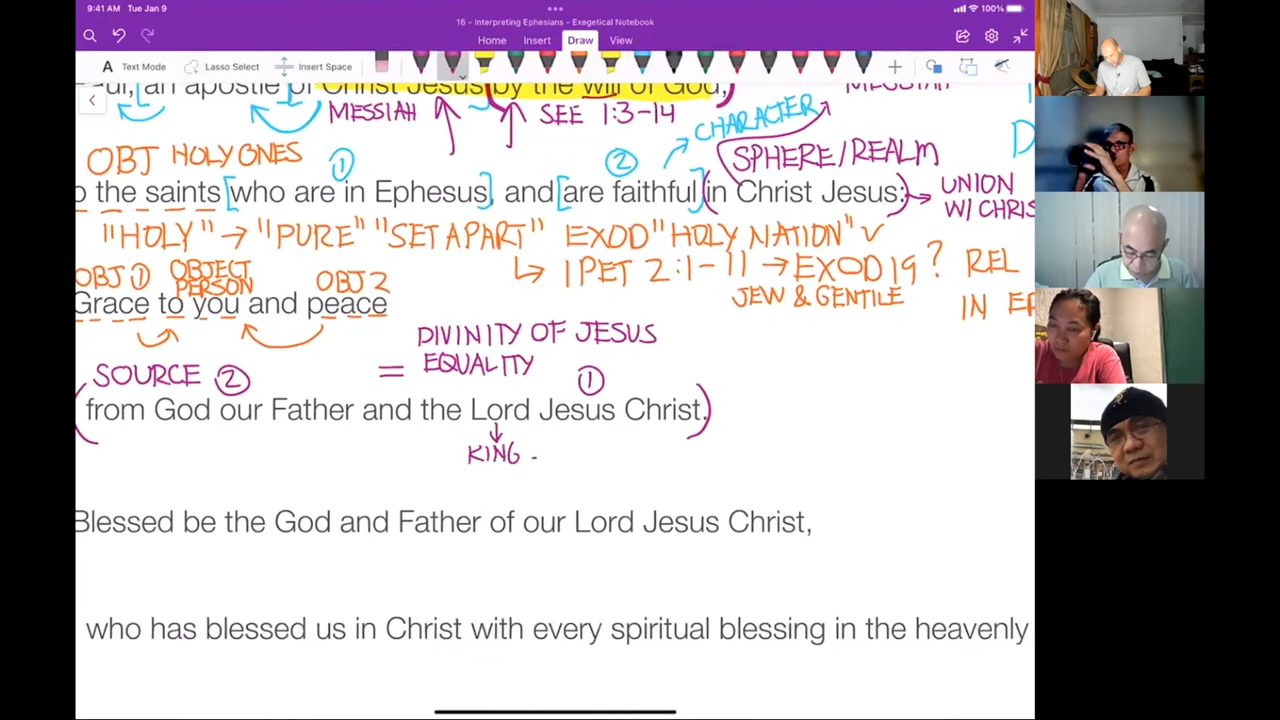 9:41 AM Tue Jan 9
100%
16 - Interpreting Ephesians - Exegetical Notebook
Home Insert Draw View
A Text Mode Lasso Select Insert Space
an apostle of Christ Jesus by the will of God,
MESSIAH SEE 1:3-14
CHARACTER
OBJ HOLY ONES ① ② SPHERE/REALM
the saints [who are in Ephesus], and [are faithful] (in Christ Jesus:) → UNION
W/ CHRIS
"HOLY" → "PURE" "SET APART" EXOD "HOLY NATION" ✓
↳ 1 PET 2:1-11 → EXOD 19 ? REL
OBJ ① OBJECT PERSON OBJ 2 JEW & GENTILE IN
Grace to you and peace
DIVINITY OF JESUS
SOURCE ② = EQUALITY ①
(from God our Father and the Lord Jesus Christ.)
↓
KING -
Blessed be the God and Father of our Lord Jesus Christ,
who has blessed us in Christ with every spiritual blessing in the heavenly